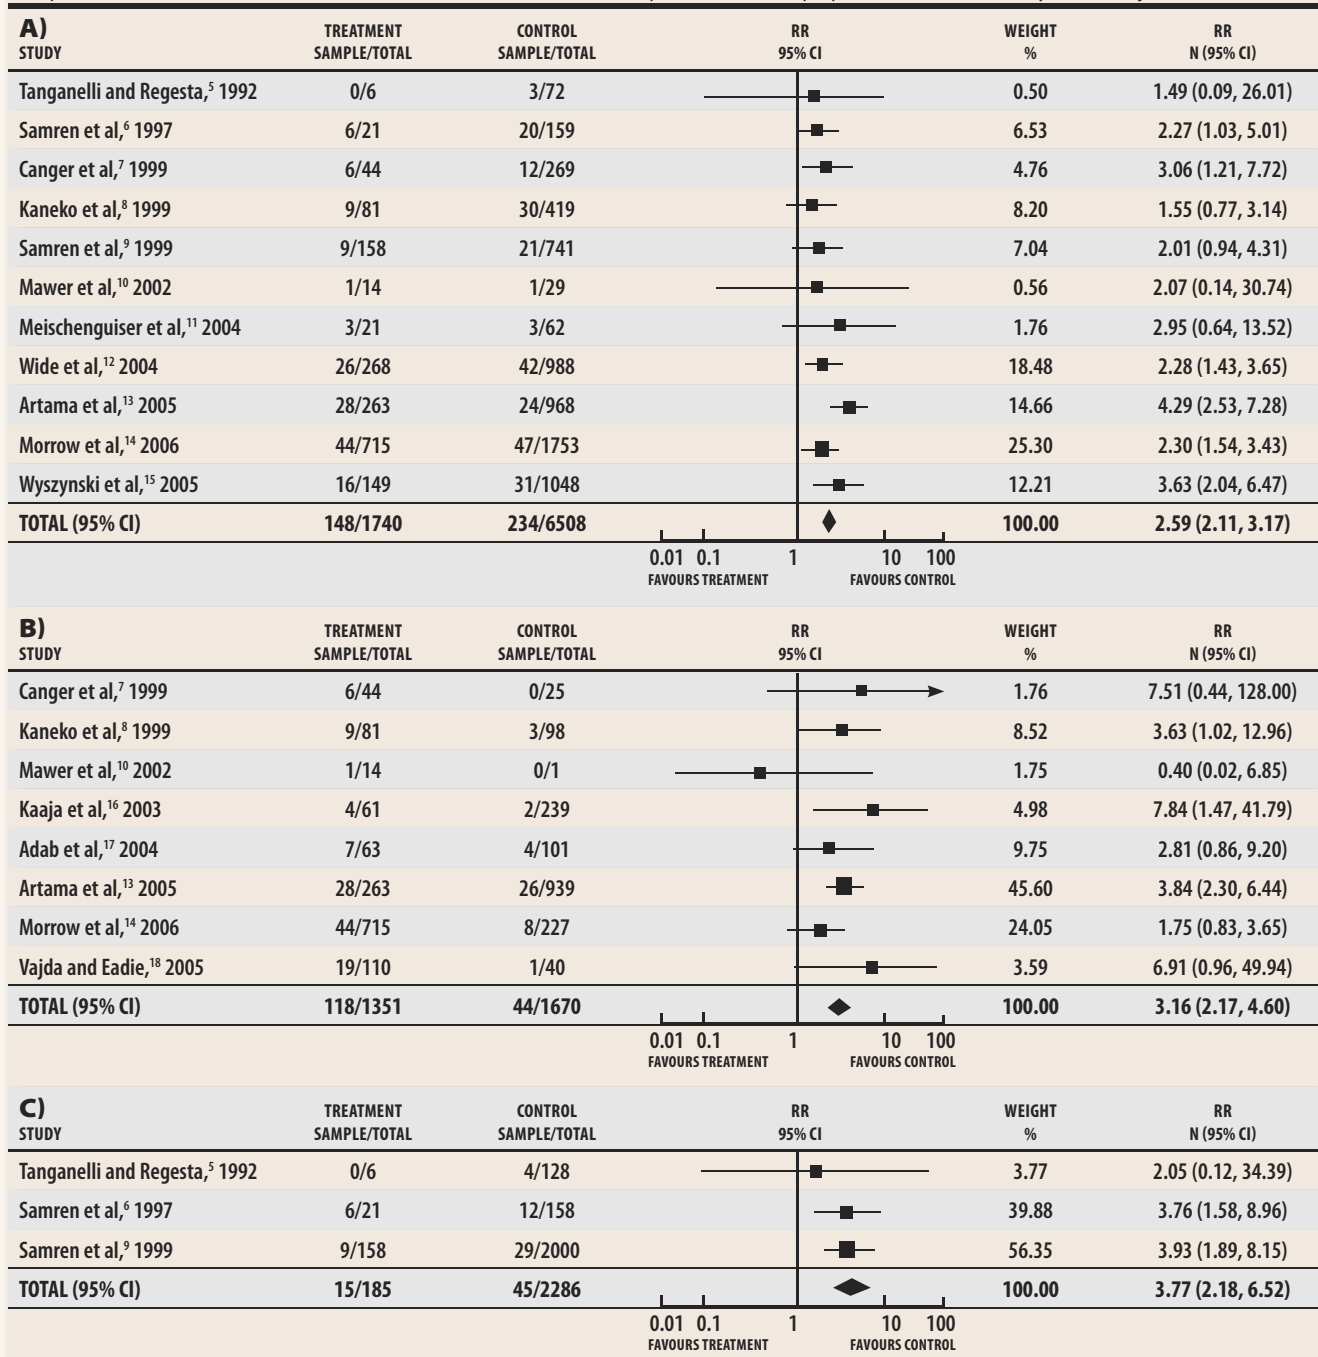 A)
STUDY TREATMENT SAMPLE/TOTAL CONTROL SAMPLE/TOTAL RR 95% CI WEIGHT % RR N (95% CI)
Tanganelli and Regesta,5 1992 0/6 3/72 0.50 1.49 (0.09, 26.01)
Samren et al,6 1997 6/21 20/159 6.53 2.27 (1.03, 5.01)
Canger et al,7 1999 6/44 12/269 4.76 3.06 (1.21, 7.72)
Kaneko et al,8 1999 9/81 30/419 8.20 1.55 (0.77, 3.14)
Samren et al,9 1999 9/158 21/741 7.04 2.01 (0.94, 4.31)
Mawer et al,10 2002 1/14 1/29 0.56 2.07 (0.14, 30.74)
Meischenguiser et al,11 2004 3/21 3/62 1.76 2.95 (0.64, 13.52)
Wide et al,12 2004 26/268 42/988 18.48 2.28 (1.43, 3.65)
Artama et al,13 2005 28/263 24/968 14.66 4.29 (2.53, 7.28)
Morrow et al,14 2006 44/715 47/1753 25.30 2.30 (1.54, 3.43)
Wyszynski et al,15 2005 16/149 31/1048 12.21 3.63 (2.04, 6.47)
TOTAL (95% CI) 148/1740 234/6508 100.00 2.59 (2.11, 3.17)
0.01 0.1 1 10 100
FAVOURS TREATMENT FAVOURS CONTROL
B)
STUDY TREATMENT SAMPLE/TOTAL CONTROL SAMPLE/TOTAL RR 95% CI WEIGHT % RR N (95% CI)
Canger et al,7 1999 6/44 0/25 1.76 7.51 (0.44, 128.00)
Kaneko et al,8 1999 9/81 3/98 8.52 3.63 (1.02, 12.96)
Mawer et al,10 2002 1/14 0/1 1.75 0.40 (0.02, 6.85)
Kaaja et al,16 2003 4/61 2/239 4.98 7.84 (1.47, 41.79)
Adab et al,17 2004 7/63 4/101 9.75 2.81 (0.86, 9.20)
Artama et al,13 2005 28/263 26/939 45.60 3.84 (2.30, 6.44)
Morrow et al,14 2006 44/715 8/227 24.05 1.75 (0.83, 3.65)
Vajda and Eadie,18 2005 19/110 1/40 3.59 6.91 (0.96, 49.94)
TOTAL (95% CI) 118/1351 44/1670 100.00 3.16 (2.17, 4.60)
0.01 0.1 1 10 100
FAVOURS TREATMENT FAVOURS CONTROL
C)
STUDY TREATMENT SAMPLE/TOTAL CONTROL SAMPLE/TOTAL RR 95% CI WEIGHT % RR N (95% CI)
Tanganelli and Regesta,5 1992 0/6 4/128 3.77 2.05 (0.12, 34.39)
Samren et al,6 1997 6/21 12/158 39.88 3.76 (1.58, 8.96)
Samren et al,9 1999 9/158 29/2000 56.35 3.93 (1.89, 8.15)
TOTAL (95% CI) 15/185 45/2286 100.00 3.77 (2.18, 6.52)
0.01 0.1 1 10 100
FAVOURS TREATMENT FAVOURS CONTROL